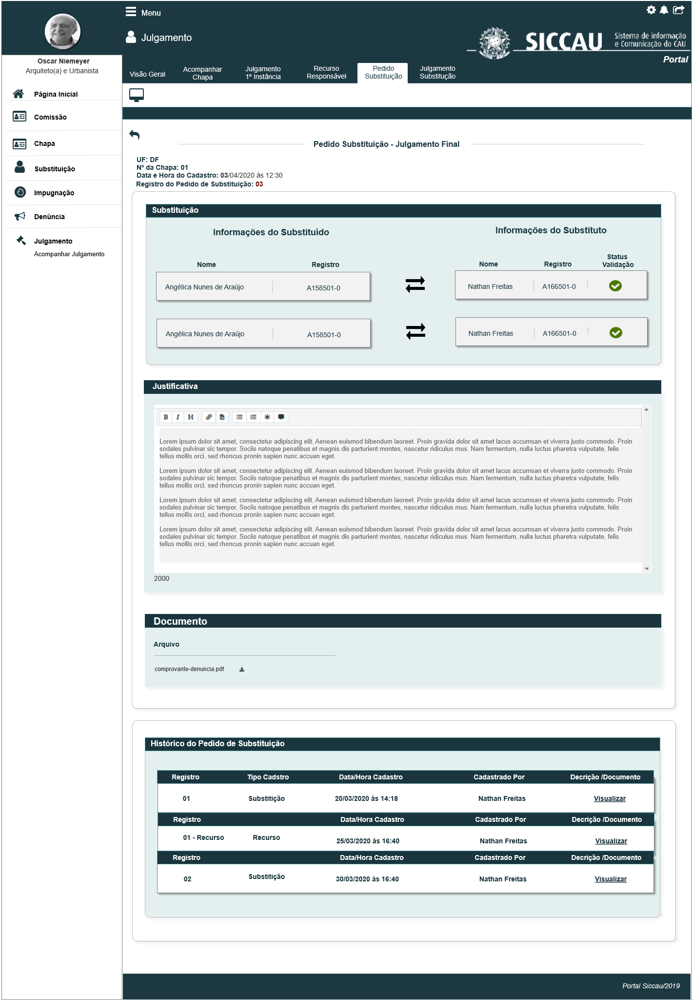 Menu
Julgamento
SICCAU
Sistema de informação
e Comunicação do CAU
Portal
Oscar Niemeyer
Arquiteto(a) e Urbanista
Página Inicial
Comissão
Chapa
Substituição
Impugnação
Denúncia
Julgamento
Acompanhar Julgamento
Visão Geral
Acompanhar
Chapa
Julgamento
1º Instância
Recurso
Responsável
Pedido
Substituição
Julgamento
Substitução
Pedido Substituição - Julgamento Final
UF: DF
Nº da Chapa: 01
Data e Hora do Cadastro: 03/04/2020 às 12:30
Registro do Pedido de Substituição: 03
Substituição
Informações do Substituído
Informações do Substituto
Nome Registro
Nome Registro Status
Validação
Angélica Nunes de Araújo A158501-0 Nathan Freitas A166501-0
Angélica Nunes de Araújo A158501-0 Nathan Freitas A166501-0
Justificativa
B I H
Lorem ipsum dolor sit amet, consectetur adipiscing elit. Aenean euismod bibendum laoreet. Proin gravida dolor sit amet lacus accumsan et viverra justo commodo. Proin
sodales pulvinar sic tempor. Sociis natoque penatibus et magnis dis parturient montes, nascetur ridiculus mus. Nam fermentum, nulla luctus pharetra vulputate, felis
tellus mollis orci, sed rhoncus pronin sapien nunc accuan eget.
Lorem ipsum dolor sit amet, consectetur adipiscing elit. Aenean euismod bibendum laoreet. Proin gravida dolor sit amet lacus accumsan et viverra justo commodo. Proin
sodales pulvinar sic tempor. Sociis natoque penatibus et magnis dis parturient montes, nascetur ridiculus mus. Nam fermentum, nulla luctus pharetra vulputate, felis
tellus mollis orci, sed rhoncus pronin sapien nunc accuan eget.
Lorem ipsum dolor sit amet, consectetur adipiscing elit. Aenean euismod bibendum laoreet. Proin gravida dolor sit amet lacus accumsan et viverra justo commodo. Proin
sodales pulvinar sic tempor. Sociis natoque penatibus et magnis dis parturient montes, nascetur ridiculus mus. Nam fermentum, nulla luctus pharetra vulputate, felis
tellus mollis orci, sed rhoncus pronin sapien nunc accuan eget.
Lorem ipsum dolor sit amet, consectetur adipiscing elit. Aenean euismod bibendum laoreet. Proin gravida dolor sit amet lacus accumsan et viverra justo commodo. Proin
sodales pulvinar sic tempor. Sociis natoque penatibus et magnis dis parturient montes, nascetur ridiculus mus. Nam fermentum, nulla luctus pharetra vulputate, felis
tellus mollis orci, sed rhoncus pronin sapien nunc accuan eget.
2000
Documento
Arquivo
comprovante-denuncia.pdf
Histórico do Pedido de Substituição
Registro Tipo Cadstro Data/Hora Cadastro Cadastrado Por Decrição /Documento
01 Substitição 20/03/2020 às 14:18 Nathan Freitas Visualizar
Registro Data/Hora Cadastro Cadastrado Por Decrição /Documento
01 - Recurso Recurso 25/03/2020 às 16:40 Nathan Freitas Visualizar
Registro Data/Hora Cadastro Cadastrado Por Decrição /Documento
02 Substitição 30/03/2020 às 16:40 Nathan Freitas Visualizar
Portal Siccau/2019